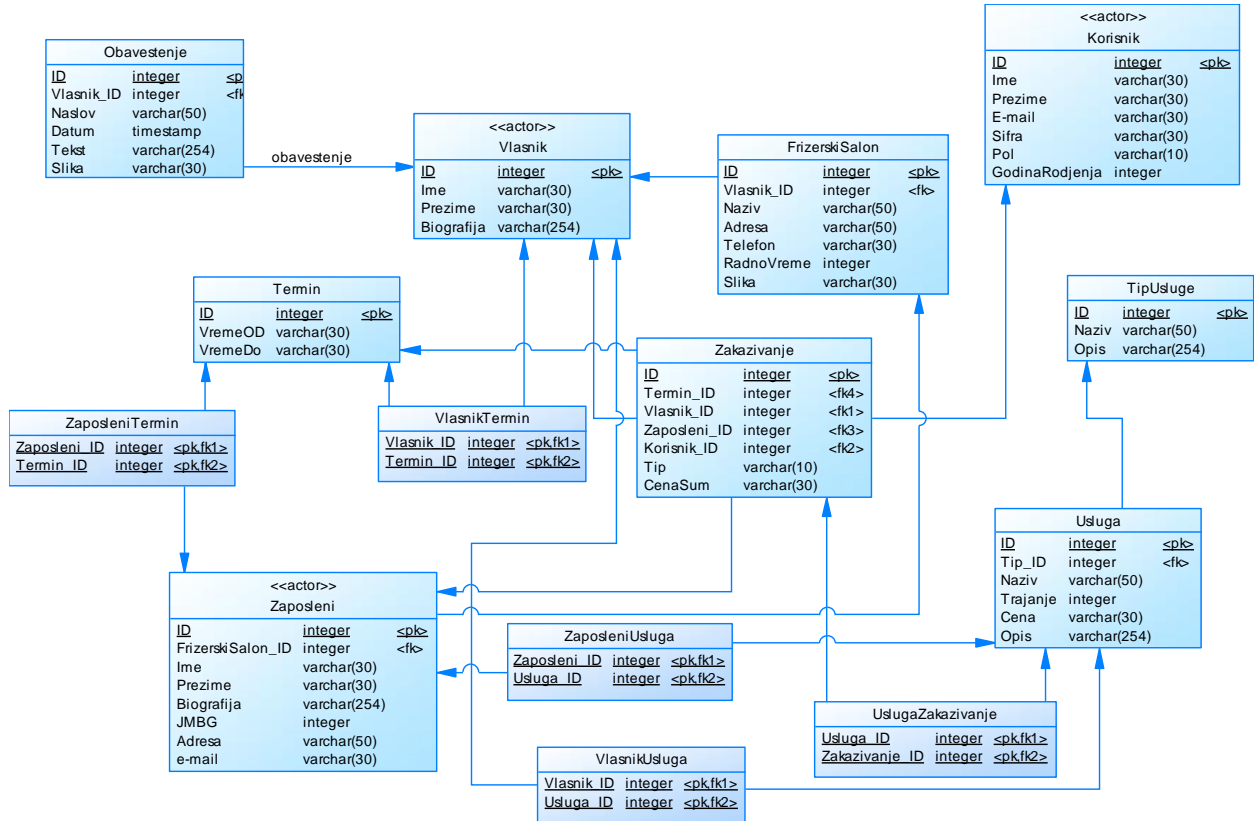 Obavestenje
ID integer <p
Vlasnik_ID integer <f
Naslov varchar(50)
Datum timestamp
Tekst varchar(254)
Slika varchar(30)
obavestenje
<<actor>>
Vlasnik
ID integer <pk>
Ime varchar(30)
Prezime varchar(30)
Biografija varchar(254)
FrizerskiSalon
ID integer <pk>
Vlasnik_ID integer <fk>
Naziv varchar(50)
Adresa varchar(50)
Telefon varchar(30)
RadnoVreme integer
Slika varchar(30)
<<actor>>
Korisnik
ID integer <pk>
Ime varchar(30)
Prezime varchar(30)
E-mail varchar(30)
Sifra varchar(30)
Pol varchar(10)
GodinaRodjenja integer
Termin
ID integer <pk>
VremeOD varchar(30)
VremeDo varchar(30)
TipUsluge
ID integer <pk>
Naziv varchar(50)
Opis varchar(254)
Zakazivanje
ID integer <pk>
Termin_ID integer <fk4>
Vlasnik_ID integer <fk1>
Zaposleni_ID integer <fk3>
Korisnik_ID integer <fk2>
Tip varchar(10)
CenaSum varchar(30)
ZaposleniTermin
Zaposleni_ID integer <pk,fk1>
Termin_ID integer <pk,fk2>
VlasnikTermin
Vlasnik_ID integer <pk,fk1>
Termin_ID integer <pk,fk2>
Usluga
ID integer <pk>
Tip_ID integer <fk>
Naziv varchar(50)
Trajanje integer
Cena varchar(30)
Opis varchar(254)
<<actor>>
Zaposleni
ID integer <pk>
FrizerskiSalon_ID integer <fk>
Ime varchar(30)
Prezime varchar(30)
Biografija varchar(254)
JMBG integer
Adresa varchar(50)
e-mail varchar(30)
ZaposleniUsluga
Zaposleni_ID integer <pk,fk1>
Usluga_ID integer <pk,fk2>
UslugaZakazivanje
Usluga_ID integer <pk,fk1>
Zakazivanje_ID integer <pk,fk2>
VlasnikUsluga
Vlasnik_ID integer <pk,fk1>
Usluga_ID integer <pk,fk2>